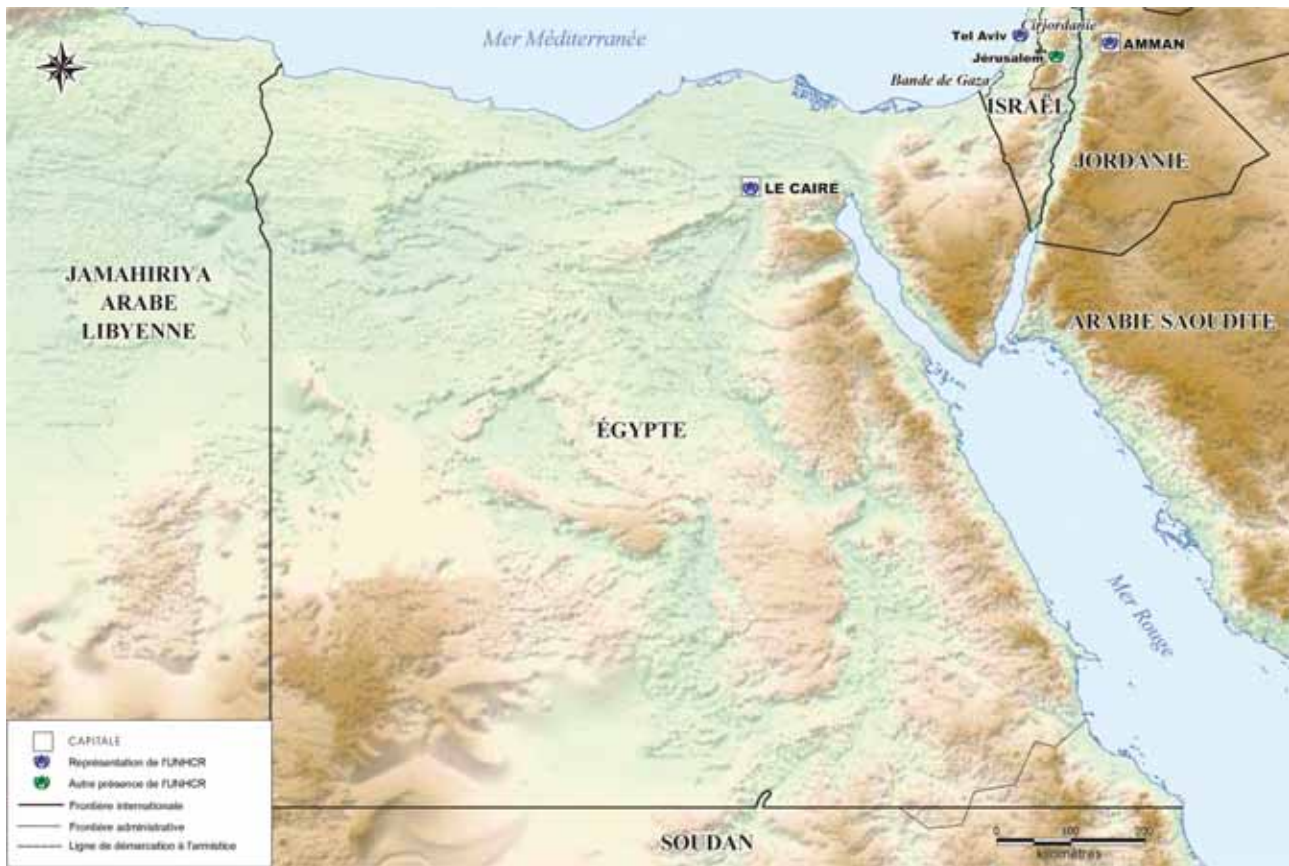 Mer Méditerranée
Cisjordanie
Tel Aviv
AMMAN
Jérusalem
Bande de Gaza
ISRAËL
JORDANIE
LE CAIRE
JAMAHIRIYA
ARABE
LIBYENNE
ARABIE SAOUDITE
ÉGYPTE
Mer Rouge
CAPITALE
Représentation de l'UNHCR
Autre présence de l'UNHCR
Frontière internationale
Frontière administrative
Ligne de démarcation à l'armistice
SOUDAN
0 100 200
kilomètres